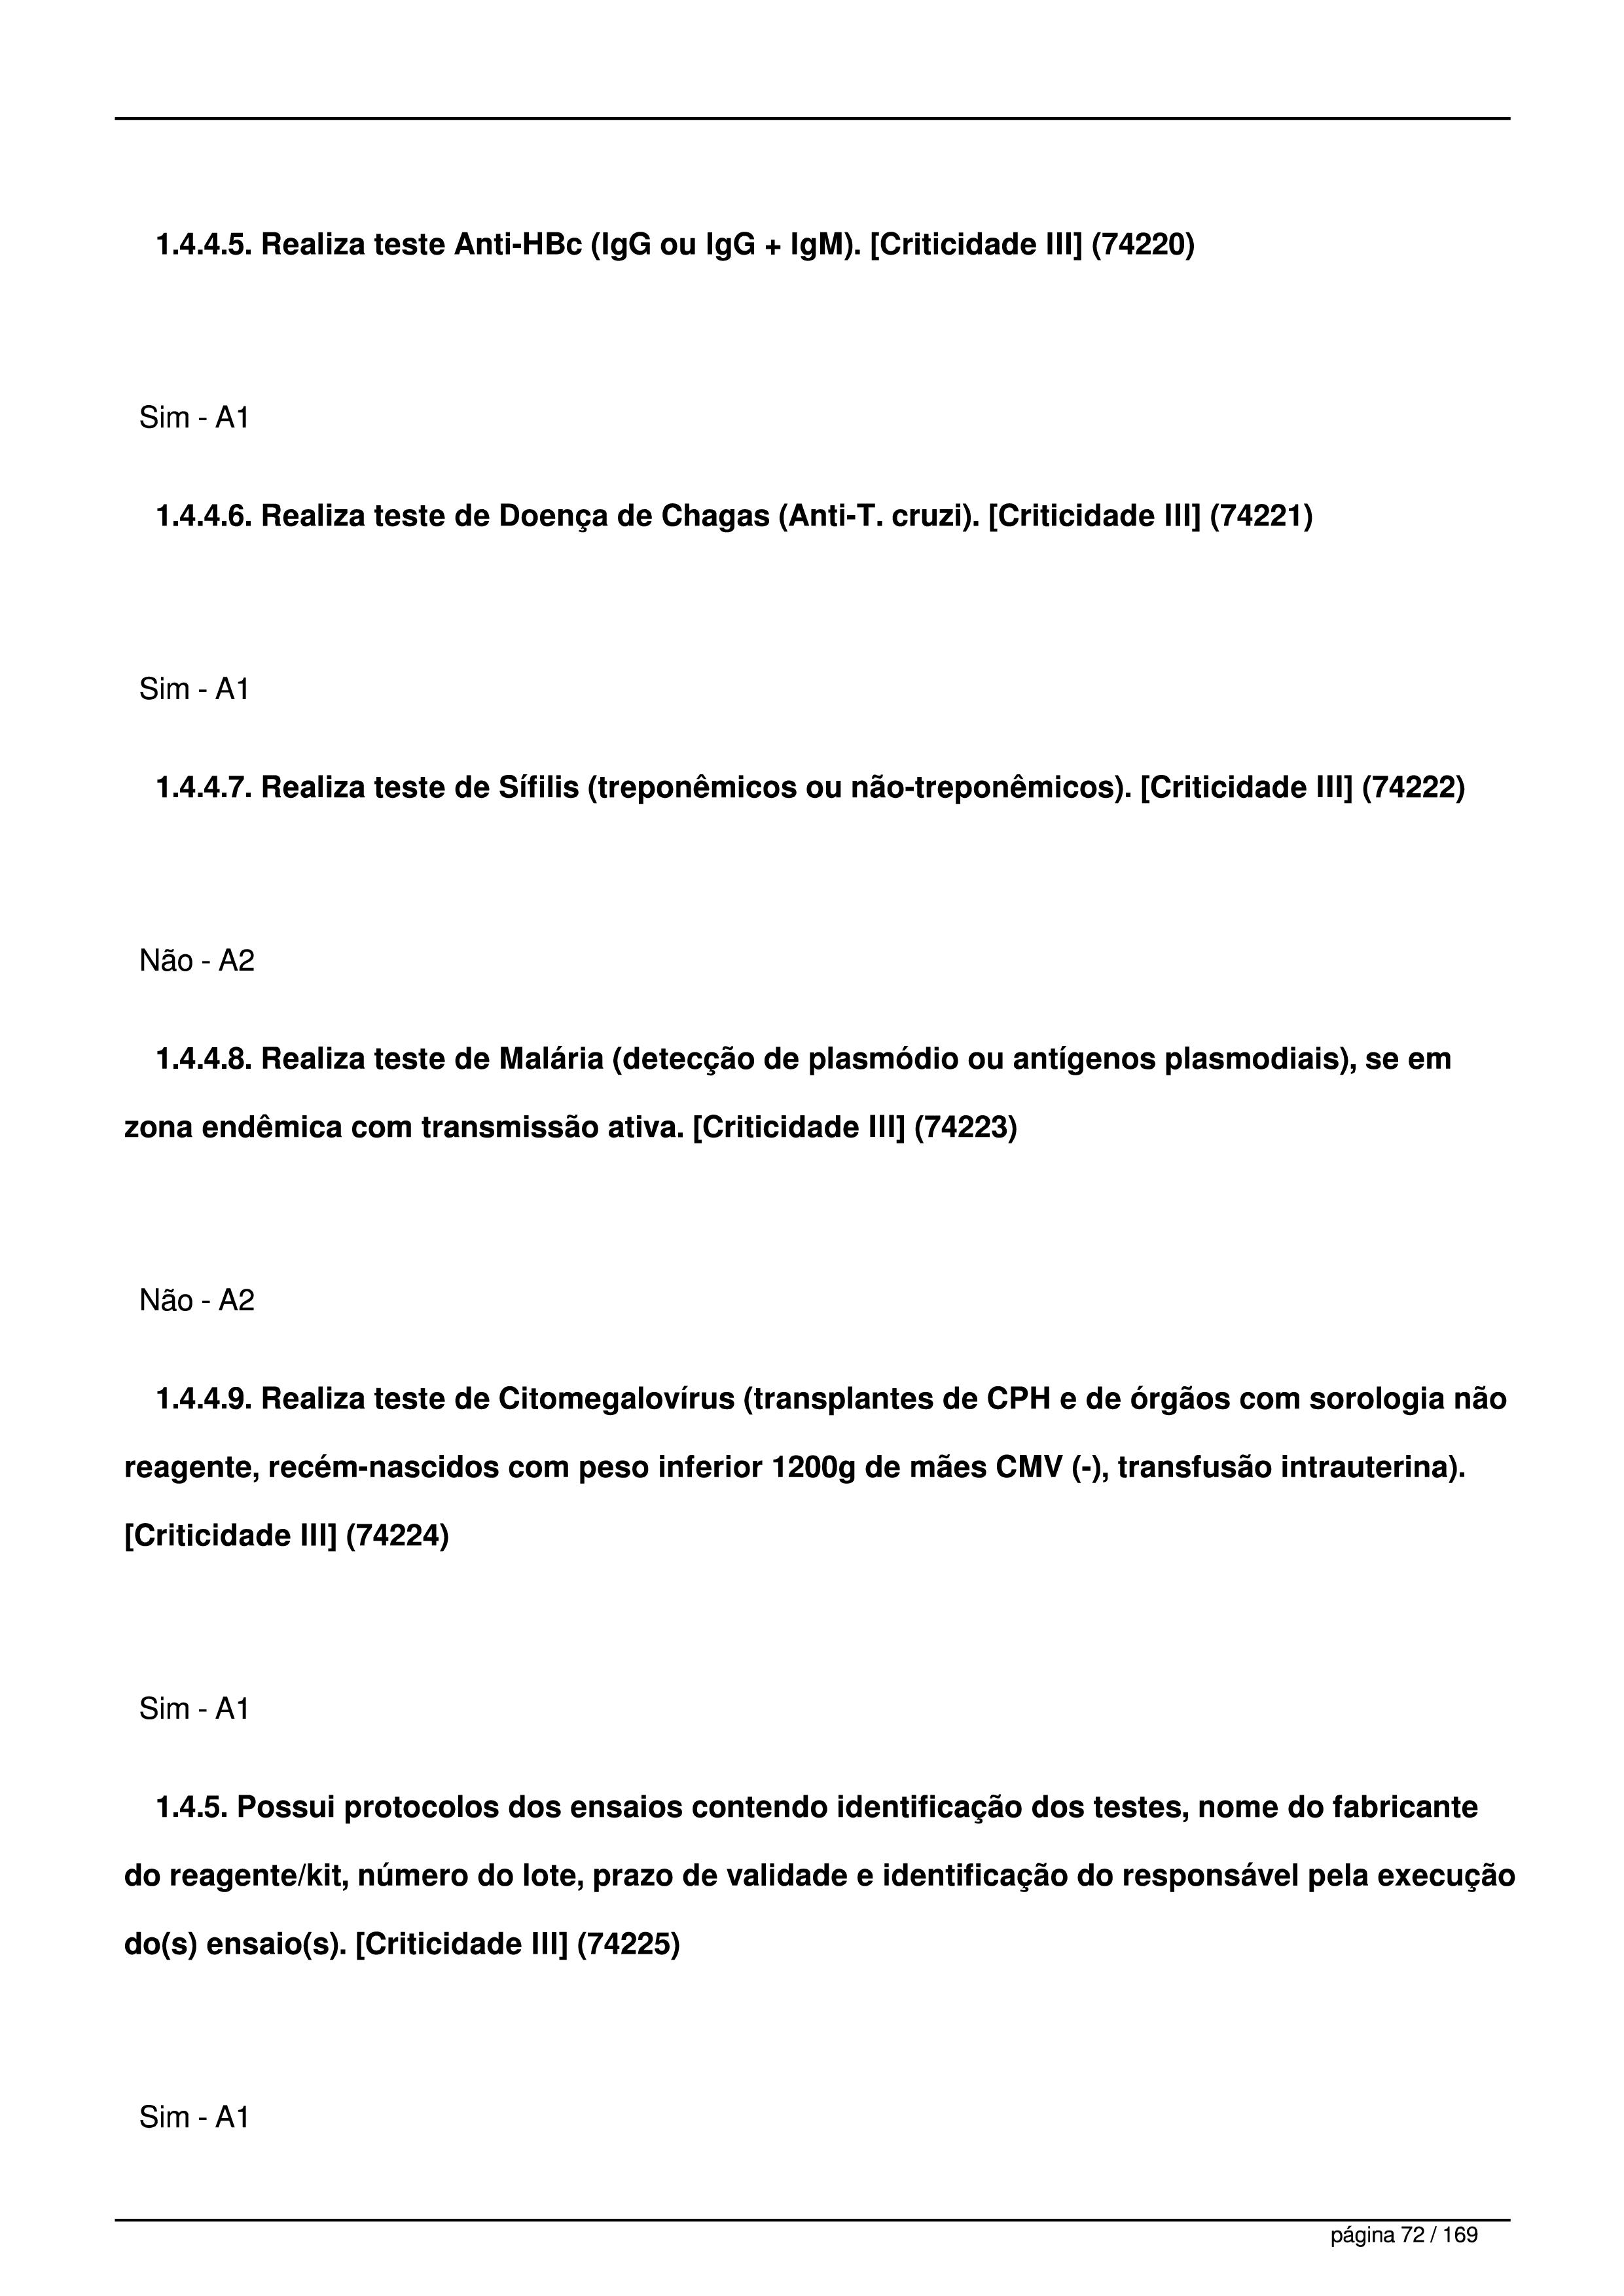 1.4.4.5. Realiza teste Anti-HBc (IgG ou IgG + IgM). [Criticidade III] (74220)
Sim - A1
1.4.4.6. Realiza teste de Doença de Chagas (Anti-T. cruzi). [Criticidade III] (74221)
Sim - A1
1.4.4.7. Realiza teste de Sífilis (treponêmicos ou não-treponêmicos). [Criticidade III] (74222)
Não - A2
1.4.4.8. Realiza teste de Malária (detecção de plasmódio ou antígenos plasmodiais), se em
zona endêmica com transmissão ativa. [Criticidade III] (74223)
Não - A2
1.4.4.9. Realiza teste de Citomegalovírus (transplantes de CPH e de órgãos com sorologia não
reagente, recém-nascidos com peso inferior 1200g de mães CMV (-), transfusão intrauterina).
[Criticidade III] (74224)
Sim - A1
1.4.5. Possui protocolos dos ensaios contendo identificação dos testes, nome do fabricante
do reagente/kit, número do lote, prazo de validade e identificação do responsável pela execução
do(s) ensaio(s). [Criticidade III] (74225)
Sim - A1
página 72 / 169